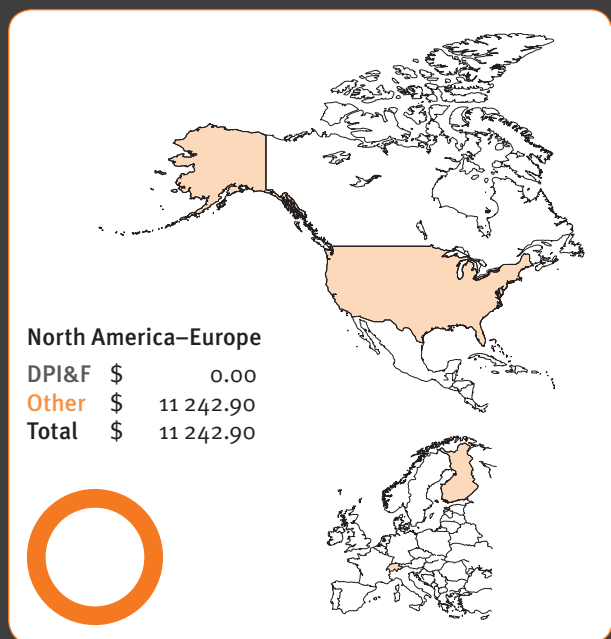 North America–Europe
DPI&F $ 0.00
Other $ 11 242.90
Total $ 11 242.90